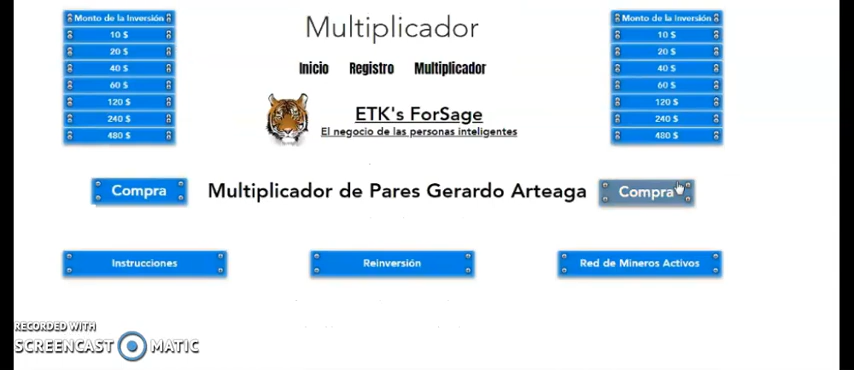 Monto de la Inversión
10 $
20 $
40 $
60 $
120 $
240 $
480 $
Multiplicador
Inicio Registro Multiplicador
ETK's ForSage
El negocio de las personas inteligentes
Monto de la Inversión
10 $
20 $
40 $
60 $
120 $
240 $
480 $
Compra
Multiplicador de Pares Gerardo Arteaga
Compra
Instrucciones
Reinversión
Red de Mineros Activos
RECORDED WITH
SCREENCAST MATIC